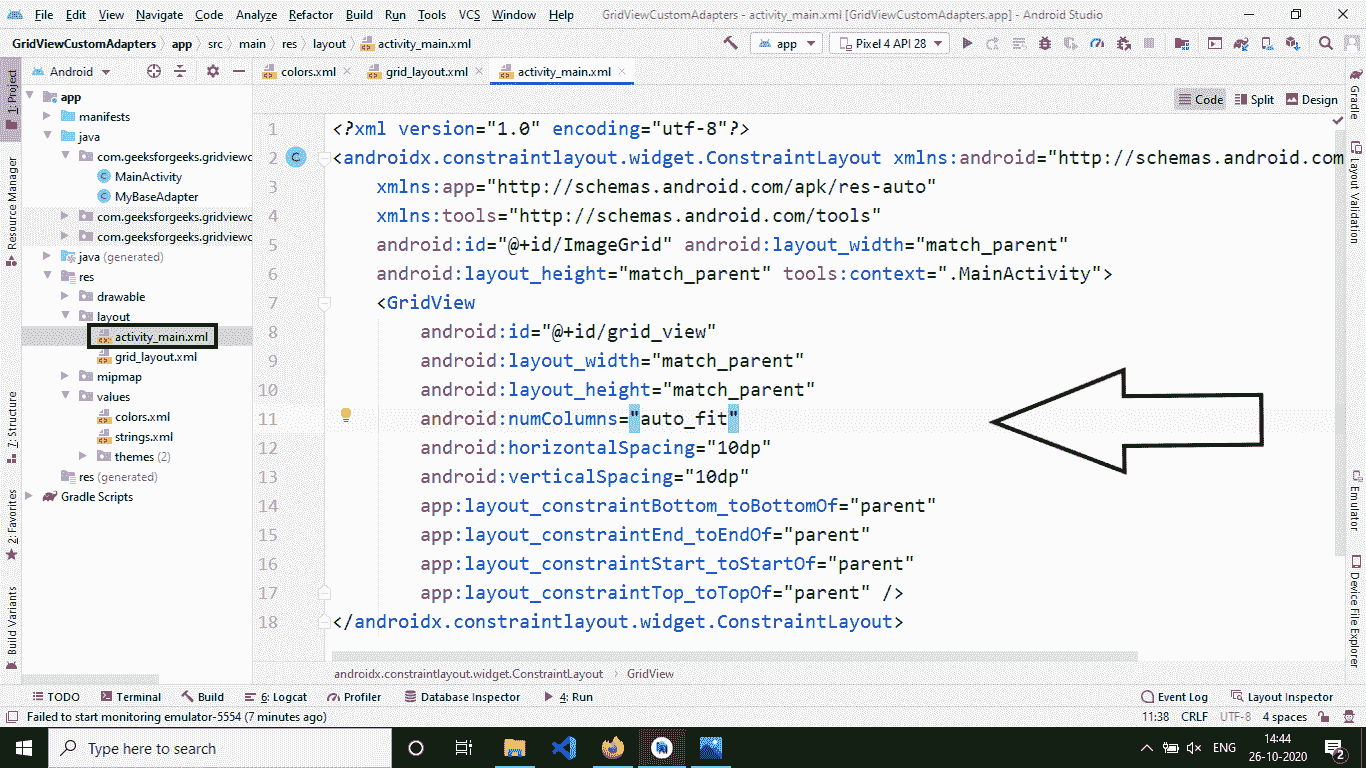 File Edit View Navigate Code Analyze Refactor Build Run Tools VCS Window Help GridViewCustomAdapters - activity_main.xml [GridViewCustomAdapters.app] - Android Studio
GridViewCustomAdapters app src main res layout activity_main.xml app Pixel 4 API 28
Android colors.xml grid_layout.xml activity_main.xml
Code Split Design
1: Project
Resource Manager
7: Structure
2: Favorites
Build Variants
app
manifests
java
com.geeksforgeeks.gridviewc
MainActivity
MyBaseAdapter
com.geeksforgeeks.gridviewc
com.geeksforgeeks.gridviewc
java (generated)
res
drawable
layout
activity_main.xml
grid_layout.xml
mipmap
values
colors.xml
strings.xml
themes (2)
res (generated)
Gradle Scripts
1 <?xml version="1.0" encoding="utf-8"?>
2 C <androidx.constraintlayout.widget.ConstraintLayout xmlns:android="http://schemas.android.com
3 xmlns:app="http://schemas.android.com/apk/res-auto"
4 xmlns:tools="http://schemas.android.com/tools"
5 android:id="@+id/ImageGrid" android:layout_width="match_parent"
6 android:layout_height="match_parent" tools:context=".MainActivity">
7 <GridView
8 android:id="@+id/grid_view"
9 android:layout_width="match_parent"
10 android:layout_height="match_parent"
11 android:numColumns="auto_fit"
12 android:horizontalSpacing="10dp"
13 android:verticalSpacing="10dp"
14 app:layout_constraintBottom_toBottomOf="parent"
15 app:layout_constraintEnd_toEndOf="parent"
16 app:layout_constraintStart_toStartOf="parent"
17 app:layout_constraintTop_toTopOf="parent" />
18 </androidx.constraintlayout.widget.ConstraintLayout>
Gradle
Layout Validation
Emulator
Device File Explorer
androidx.constraintlayout.widget.ConstraintLayout GridView
TODO Terminal Build 6: Logcat Profiler Database Inspector 4: Run Event Log Layout Inspector
Failed to start monitoring emulator-5554 (7 minutes ago) 11:38 CRLF UTF-8 4 spaces
Type here to search ENG 14:44
26-10-2020 2